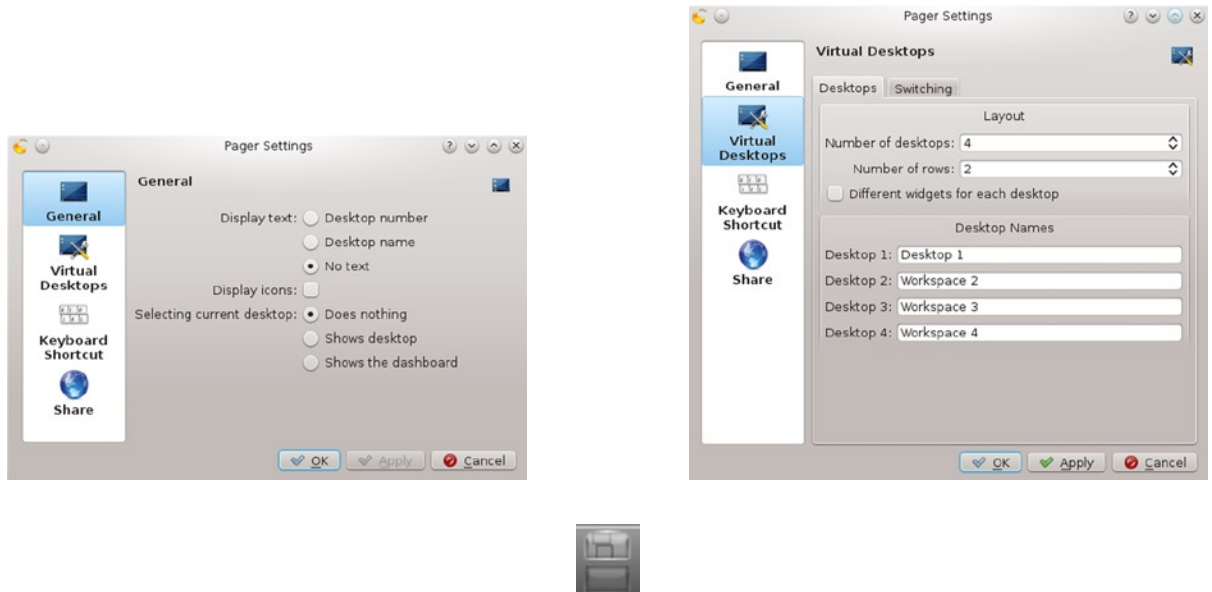 Pager Settings
General
General
Virtual
Desktops
Keyboard
Shortcut
Share
Display text: Desktop number
Desktop name
No text
Display icons:
Selecting current desktop: Does nothing
Shows desktop
Shows the dashboard
OK Apply Cancel
Pager Settings
General
Virtual
Desktops
Keyboard
Shortcut
Share
Virtual Desktops
Desktops Switching
Layout
Number of desktops: 4
Number of rows: 2
Different widgets for each desktop
Desktop Names
Desktop 1: Desktop 1
Desktop 2: Workspace 2
Desktop 3: Workspace 3
Desktop 4: Workspace 4
OK Apply Cancel